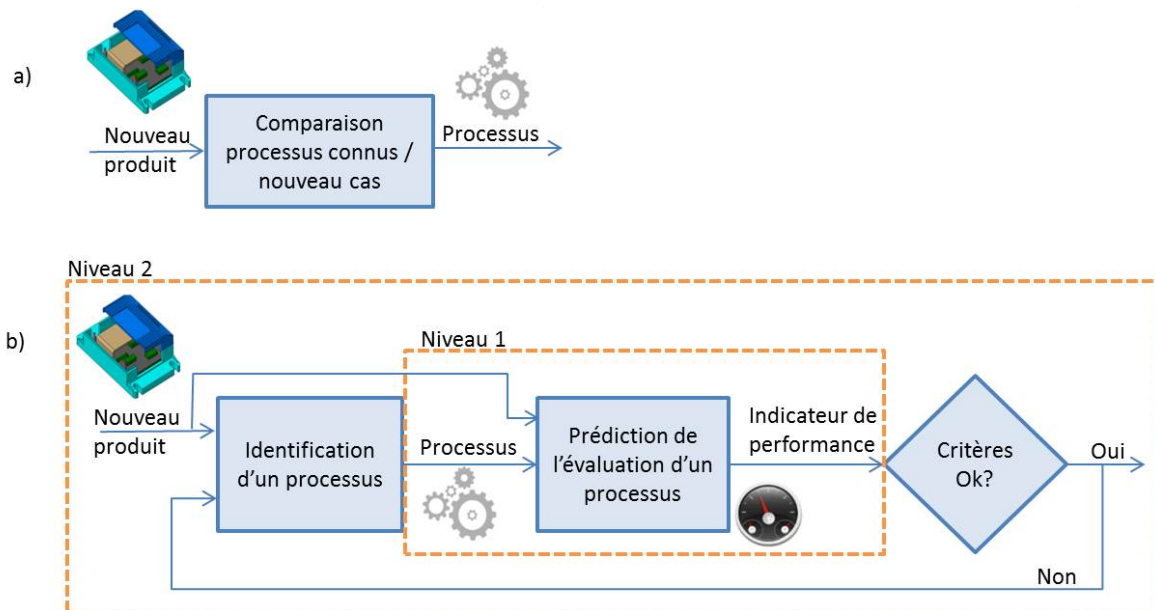 a)
Nouveau
produit
Comparaison
processus connus /
nouveau cas
Processus
Niveau 2
b)
Niveau 1
Nouveau
produit
Identification
d'un processus
Processus
Prédiction de
l'évaluation d'un
processus
Indicateur de
performance
Critères
Ok?
Oui
Non